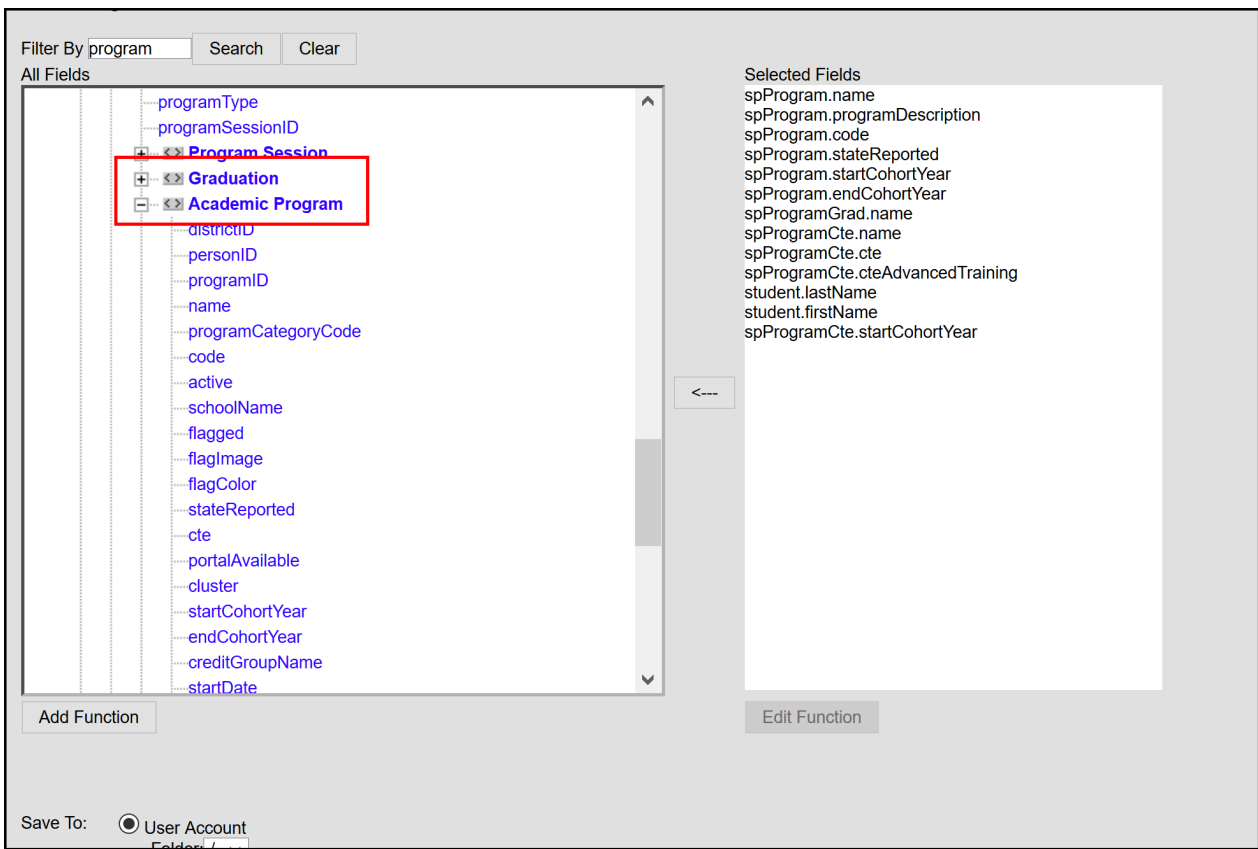 Filter By program Search Clear
All Fields
programType
programSessionID
Program Session
Graduation
Academic Program
districtID
personID
programID
name
programCategoryCode
code
active
schoolName
flagged
flagImage
flagColor
stateReported
cte
portalAvailable
cluster
startCohortYear
endCohortYear
creditGroupName
startDate
Add Function
<---
Selected Fields
spProgram.name
spProgram.programDescription
spProgram.code
spProgram.stateReported
spProgram.startCohortYear
spProgram.endCohortYear
spProgramGrad.name
spProgramCte.name
spProgramCte.cte
spProgramCte.cteAdvancedTraining
student.lastName
student.firstName
spProgramCte.startCohortYear
Edit Function
Save To: User Account
Folder: /